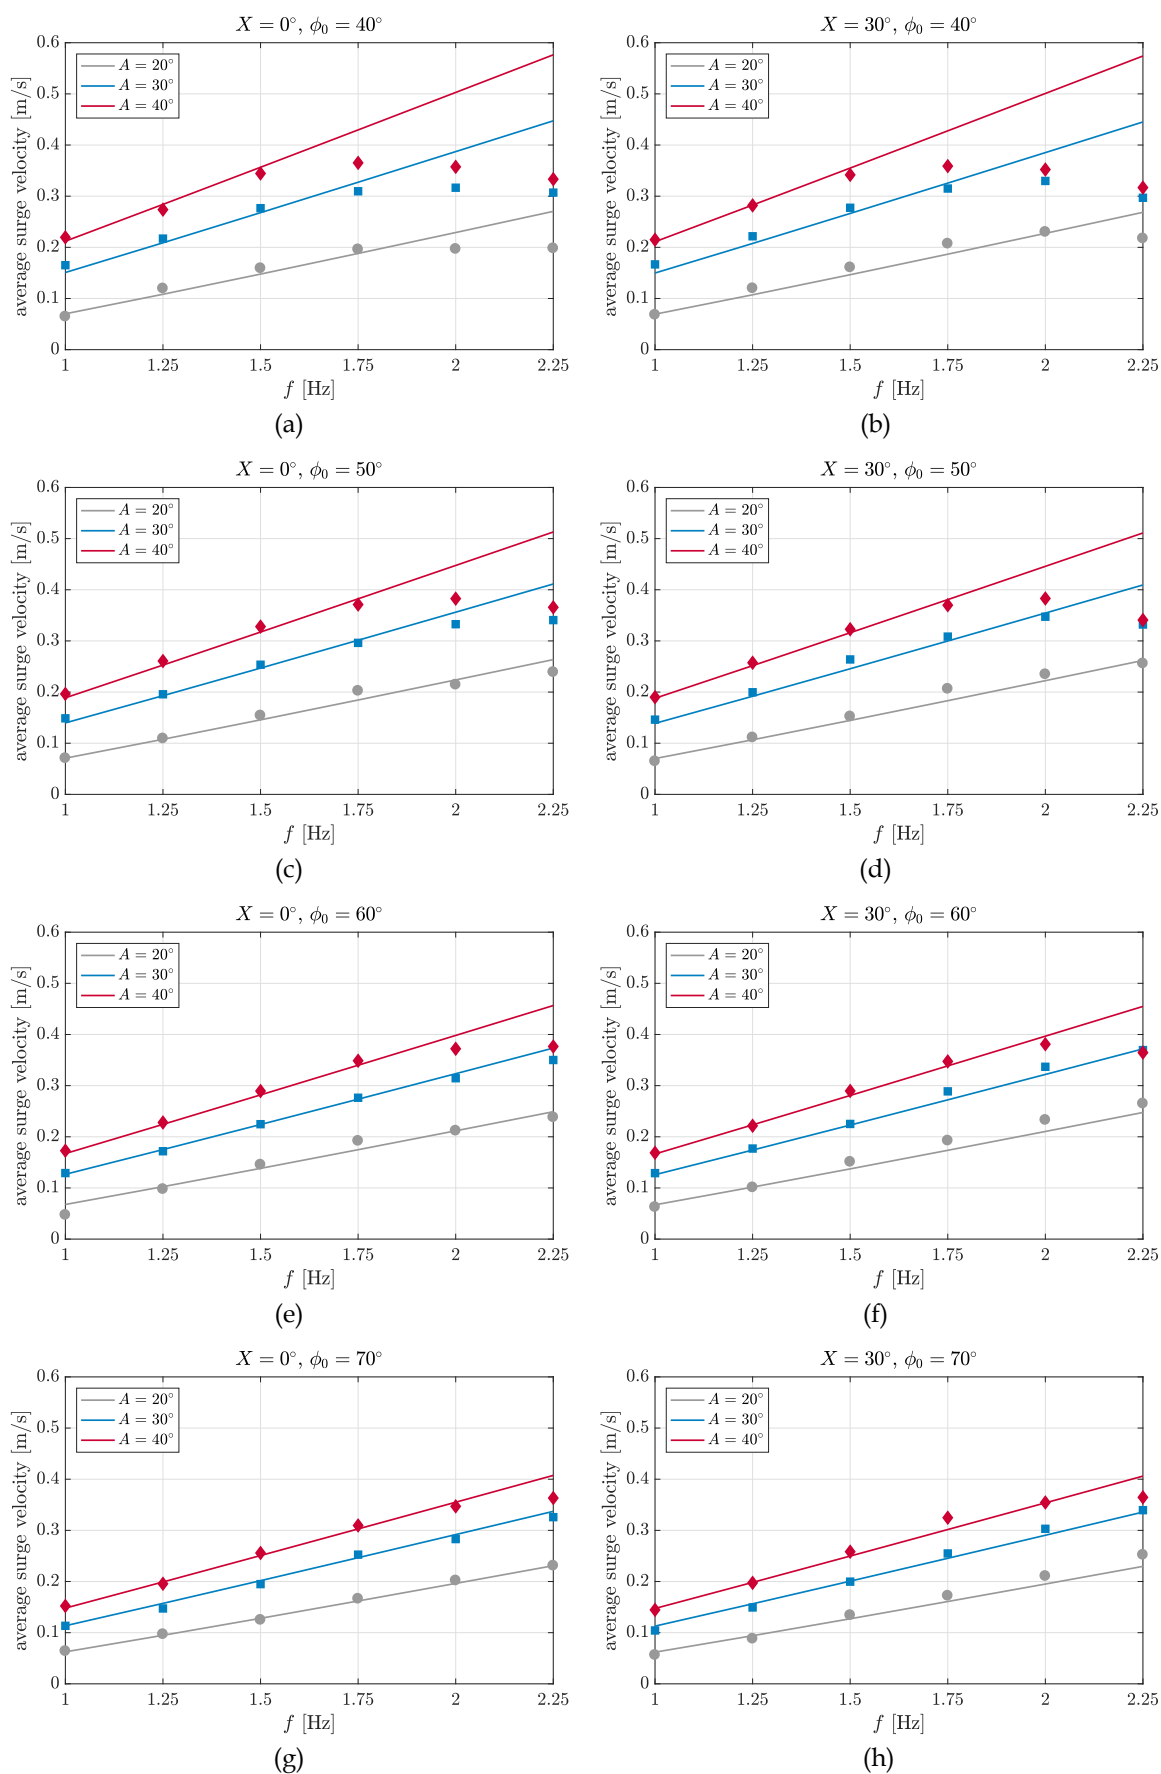 X = 0°, ϕ₀ = 40°
A = 20°
A = 30°
A = 40°
average surge velocity [m/s]
0.6
0.5
0.4
0.3
0.2
0.1
0
1 1.25 1.5 1.75 2 2.25
f [Hz]
(a)
X = 30°, ϕ₀ = 40°
A = 20°
A = 30°
A = 40°
average surge velocity [m/s]
0.6
0.5
0.4
0.3
0.2
0.1
0
1 1.25 1.5 1.75 2 2.25
f [Hz]
(b)
X = 0°, ϕ₀ = 50°
A = 20°
A = 30°
A = 40°
average surge velocity [m/s]
0.6
0.5
0.4
0.3
0.2
0.1
0
1 1.25 1.5 1.75 2 2.25
f [Hz]
(c)
X = 30°, ϕ₀ = 50°
A = 20°
A = 30°
A = 40°
average surge velocity [m/s]
0.6
0.5
0.4
0.3
0.2
0.1
0
1 1.25 1.5 1.75 2 2.25
f [Hz]
(d)
X = 0°, ϕ₀ = 60°
A = 20°
A = 30°
A = 40°
average surge velocity [m/s]
0.6
0.5
0.4
0.3
0.2
0.1
0
1 1.25 1.5 1.75 2 2.25
f [Hz]
(e)
X = 30°, ϕ₀ = 60°
A = 20°
A = 30°
A = 40°
average surge velocity [m/s]
0.6
0.5
0.4
0.3
0.2
0.1
0
1 1.25 1.5 1.75 2 2.25
f [Hz]
(f)
X = 0°, ϕ₀ = 70°
A = 20°
A = 30°
A = 40°
average surge velocity [m/s]
0.6
0.5
0.4
0.3
0.2
0.1
0
1 1.25 1.5 1.75 2 2.25
f [Hz]
(g)
X = 30°, ϕ₀ = 70°
A = 20°
A = 30°
A = 40°
average surge velocity [m/s]
0.6
0.5
0.4
0.3
0.2
0.1
0
1 1.25 1.5 1.75 2 2.25
f [Hz]
(h)